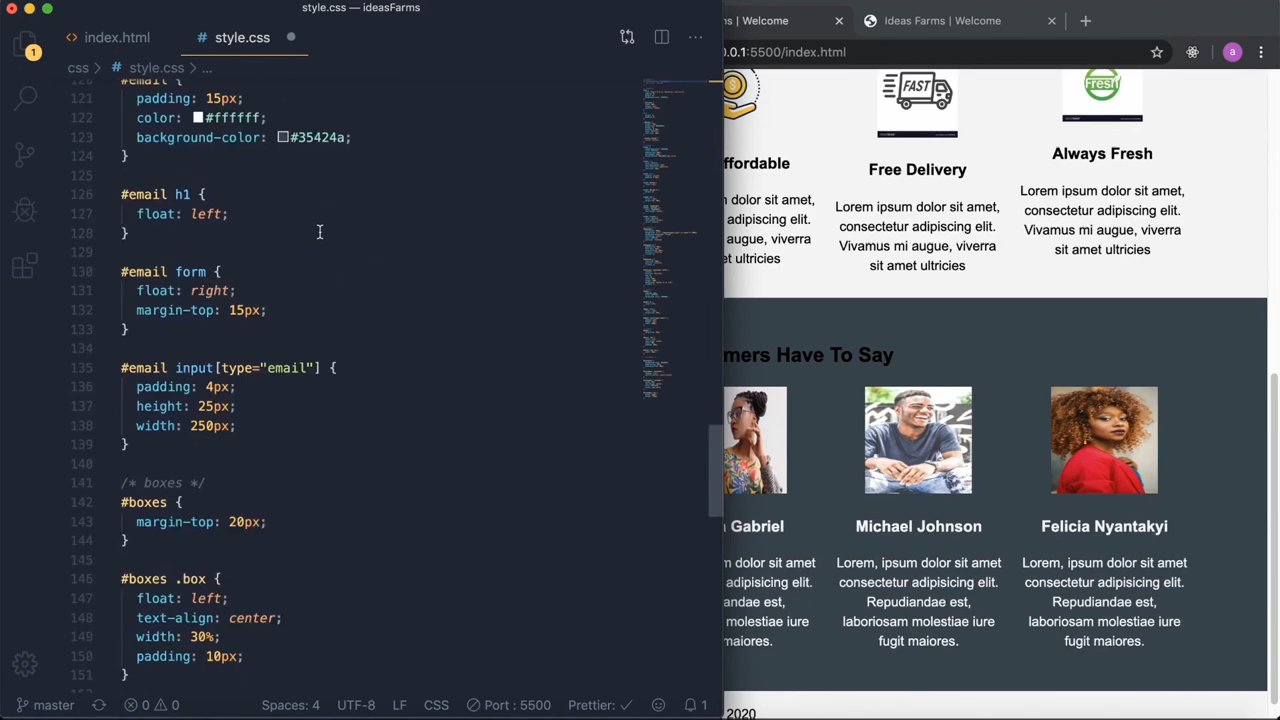 style.css — ideasFarms
index.html
style.css
css > # style.css > ...
1
120 #email {
121 padding: 15px;
122 color: #ffffff;
123 background-color: #35424a;
124 }
125
126 #email h1 {
127 float: left;
128 }
129
130 #email form {
131 float: right;
132 margin-top: 15px;
133 }
134
135 #email input[type="email"] {
136 padding: 4px;
137 height: 25px;
138 width: 250px;
139 }
140
141 /* boxes */
142 #boxes {
143 margin-top: 20px;
144 }
145
146 #boxes .box {
147 float: left;
148 text-align: center;
149 width: 30%;
150 padding: 10px;
151 }
master
0 0
Spaces: 4
UTF-8
LF
CSS
Port : 5500
Prettier: ✓
1
ms | Welcome
Ideas Farms | Welcome
0.0.1:5500/index.html
a
FAST
Fresh
ffordable
Free Delivery
Always Fresh
m dolor sit amet,
adipiscing elit.
augue, viverra
et ultricies
Lorem ipsum dolor sit amet,
consectetur adipiscing elit.
Vivamus mi augue, viverra
sit amet ultricies
Lorem ipsum dolor sit amet,
consectetur adipiscing elit.
Vivamus mi augue, viverra
sit amet ultricies
mers Have To Say
Gabriel
Michael Johnson
Felicia Nyantakyi
m dolor sit amet
adipisicing elit.
andae est,
molestiae iure
maiores.
Lorem, ipsum dolor sit amet
consectetur adipisicing elit.
Repudiandae est,
laboriosam molestiae iure
fugit maiores.
Lorem, ipsum dolor sit amet
consectetur adipisicing elit.
Repudiandae est,
laboriosam molestiae iure
fugit maiores.
2020